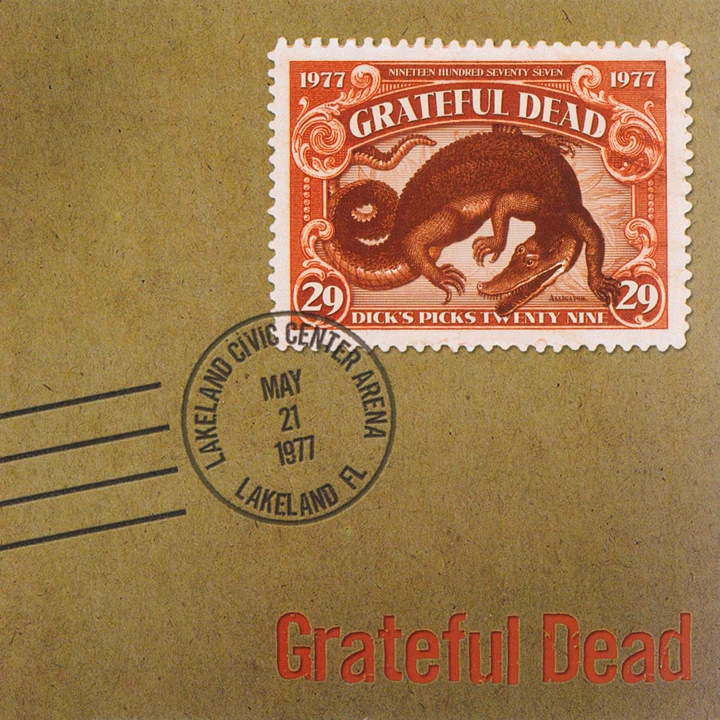 1977 NINETEEN HUNDRED SEVENTY SEVEN 1977
GRATEFUL DEAD
ALLIGATOR.
29 DICK'S PICKS TWENTY NINE 29
LAKELAND CIVIC CENTER ARENA
MAY
21
1977
LAKELAND FL
Grateful Dead